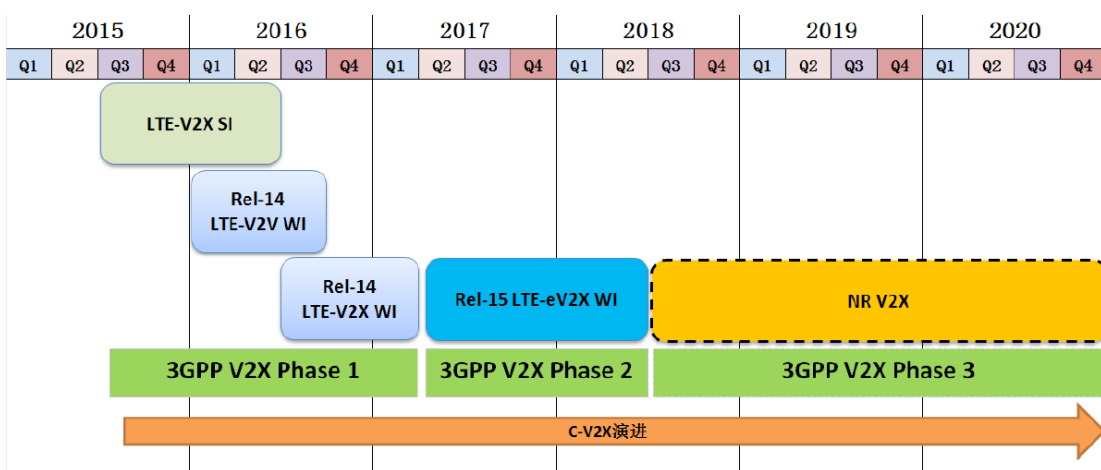 2015 2016 2017 2018 2019 2020
Q1 Q2 Q3 Q4 Q1 Q2 Q3 Q4 Q1 Q2 Q3 Q4 Q1 Q2 Q3 Q4 Q1 Q2 Q3 Q4 Q1 Q2 Q3 Q4
LTE-V2X SI
Rel-14
LTE-V2V WI
Rel-14
LTE-V2X WI
Rel-15 LTE-eV2X WI
NR V2X
3GPP V2X Phase 1
3GPP V2X Phase 2
3GPP V2X Phase 3
C-V2X演进